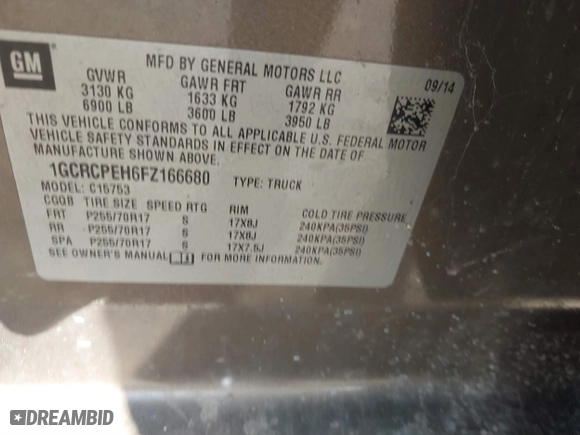 GM
MFD BY GENERAL MOTORS LLC
GVWR GAWR FRT GAWR RR 09/14
3130 KG 1633 KG 1792 KG
6900 LB 3600 LB 3950 LB
THIS VEHICLE CONFORMS TO ALL APPLICABLE U.S. FEDERAL MOTOR
VEHICLE SAFETY STANDARDS IN EFFECT ON THE DATE OF
MANUFACTURE SHOWN ABOVE.
1GCRCPEH6FZ166680 TYPE: TRUCK
MODEL: C15753
CGQB TIRE SIZE SPEED RTG RIM COLD TIRE PRESSURE
FRT P255/70R17 S 17X8J 240KPA(35PSI)
RR P255/70R17 S 17X8J 240KPA(35PSI)
SPA P255/70R17 S 17X7.5J 240KPA(35PSI)
SEE OWNER'S MANUAL FOR MORE INFORMATION.
DREAMBID